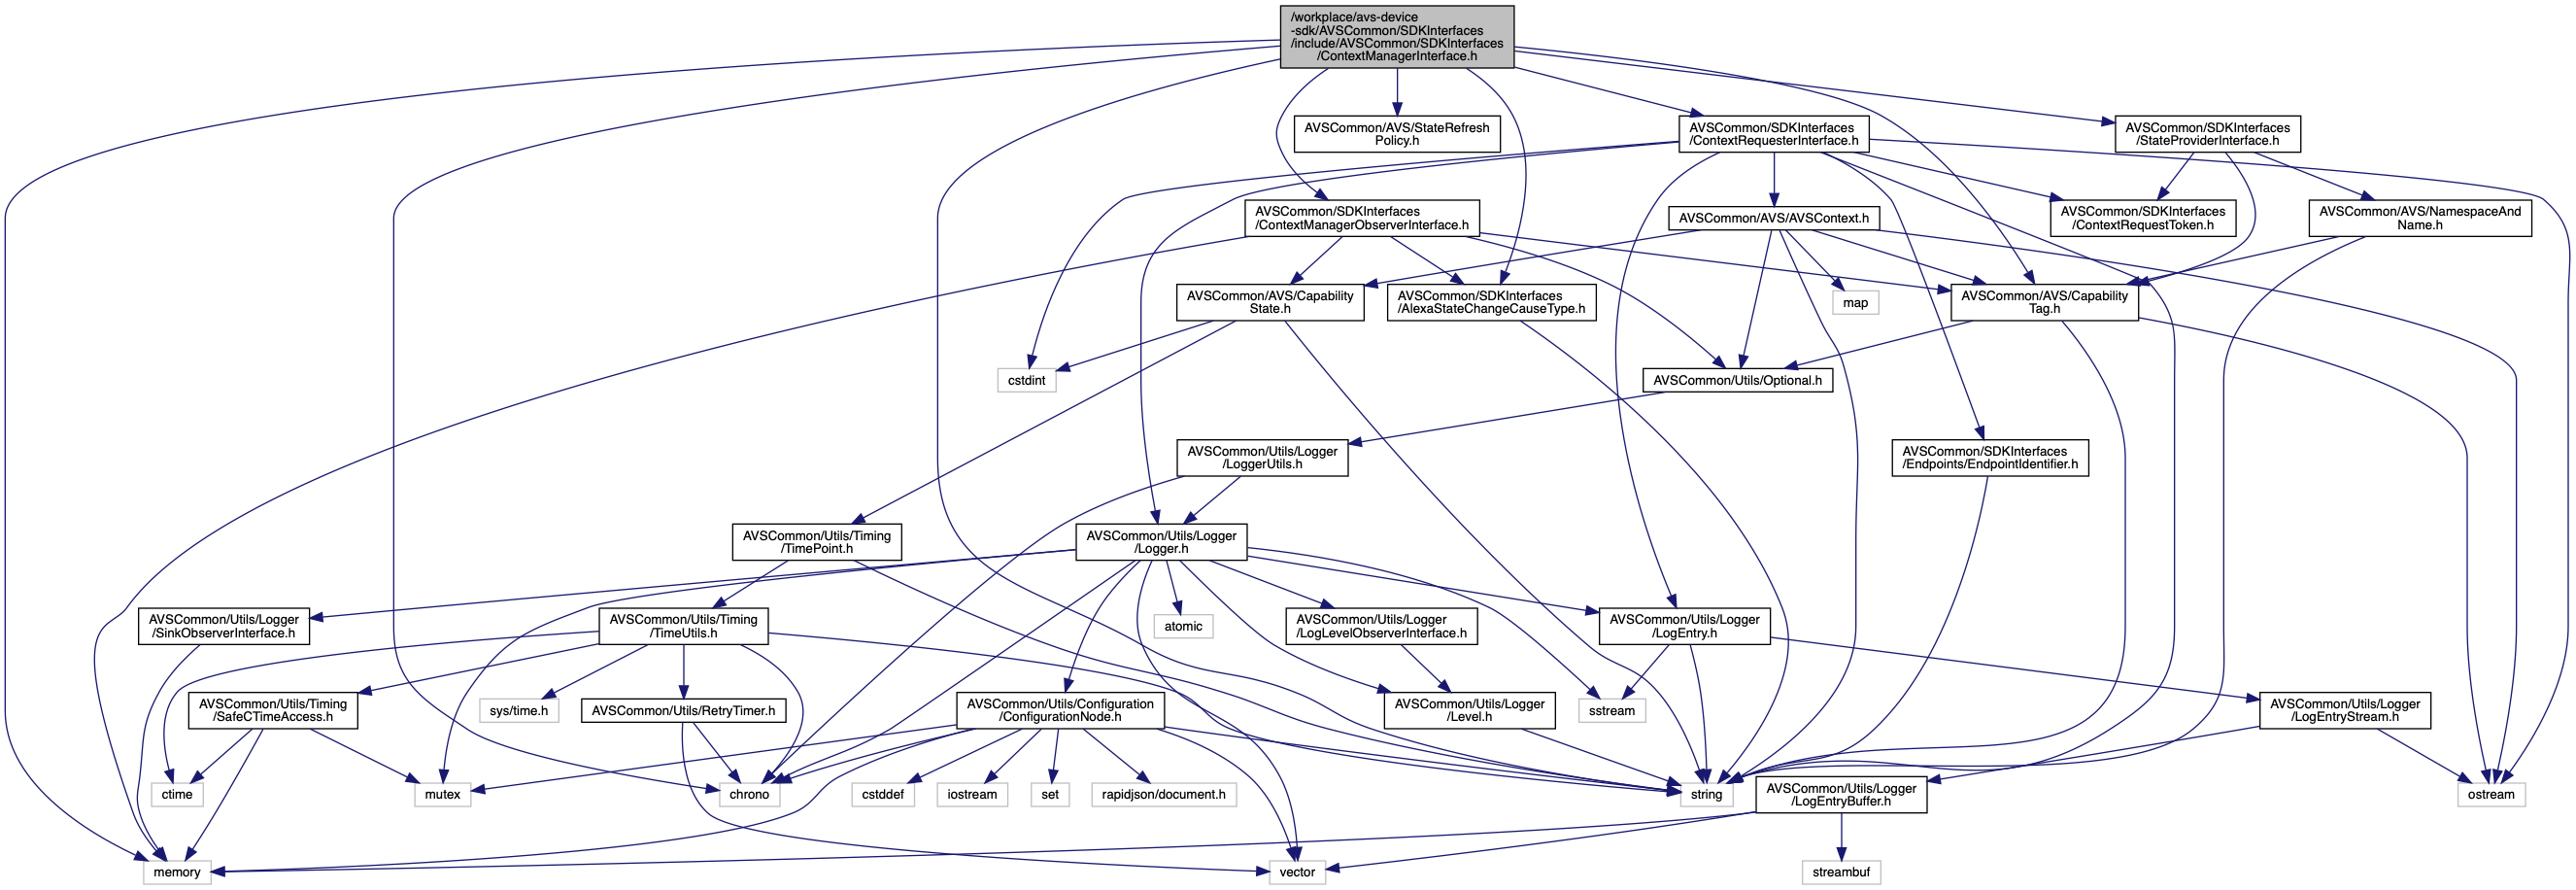 /workplace/avs-device
-sdk/AVSCommon/SDKInterfaces
/include/AVSCommon/SDKInterfaces
/ContextManagerInterface.h
AVSCommon/AVS/StateRefresh
Policy.h
AVSCommon/SDKInterfaces
/ContextRequesterInterface.h
AVSCommon/SDKInterfaces
/StateProviderInterface.h
AVSCommon/SDKInterfaces
/ContextManagerObserverInterface.h
AVSCommon/AVS/AVSContext.h
AVSCommon/SDKInterfaces
/ContextRequestToken.h
AVSCommon/AVS/NamespaceAnd
Name.h
AVSCommon/AVS/Capability
State.h
AVSCommon/SDKInterfaces
/AlexaStateChangeCauseType.h
map
AVSCommon/AVS/Capability
Tag.h
cstdint
AVSCommon/Utils/Optional.h
AVSCommon/Utils/Logger
/LoggerUtils.h
AVSCommon/SDKInterfaces
/Endpoints/EndpointIdentifier.h
AVSCommon/Utils/Timing
/TimePoint.h
AVSCommon/Utils/Logger
/Logger.h
AVSCommon/Utils/Logger
/SinkObserverInterface.h
AVSCommon/Utils/Timing
/TimeUtils.h
atomic
AVSCommon/Utils/Logger
/LogLevelObserverInterface.h
AVSCommon/Utils/Logger
/LogEntry.h
AVSCommon/Utils/Timing
/SafeCTimeAccess.h
sys/time.h
AVSCommon/Utils/RetryTimer.h
AVSCommon/Utils/Configuration
/ConfigurationNode.h
AVSCommon/Utils/Logger
/Level.h
sstream
AVSCommon/Utils/Logger
/LogEntryStream.h
ctime
mutex
chrono
cstddef
iostream
set
rapidjson/document.h
string
AVSCommon/Utils/Logger
/LogEntryBuffer.h
ostream
memory
vector
streambuf